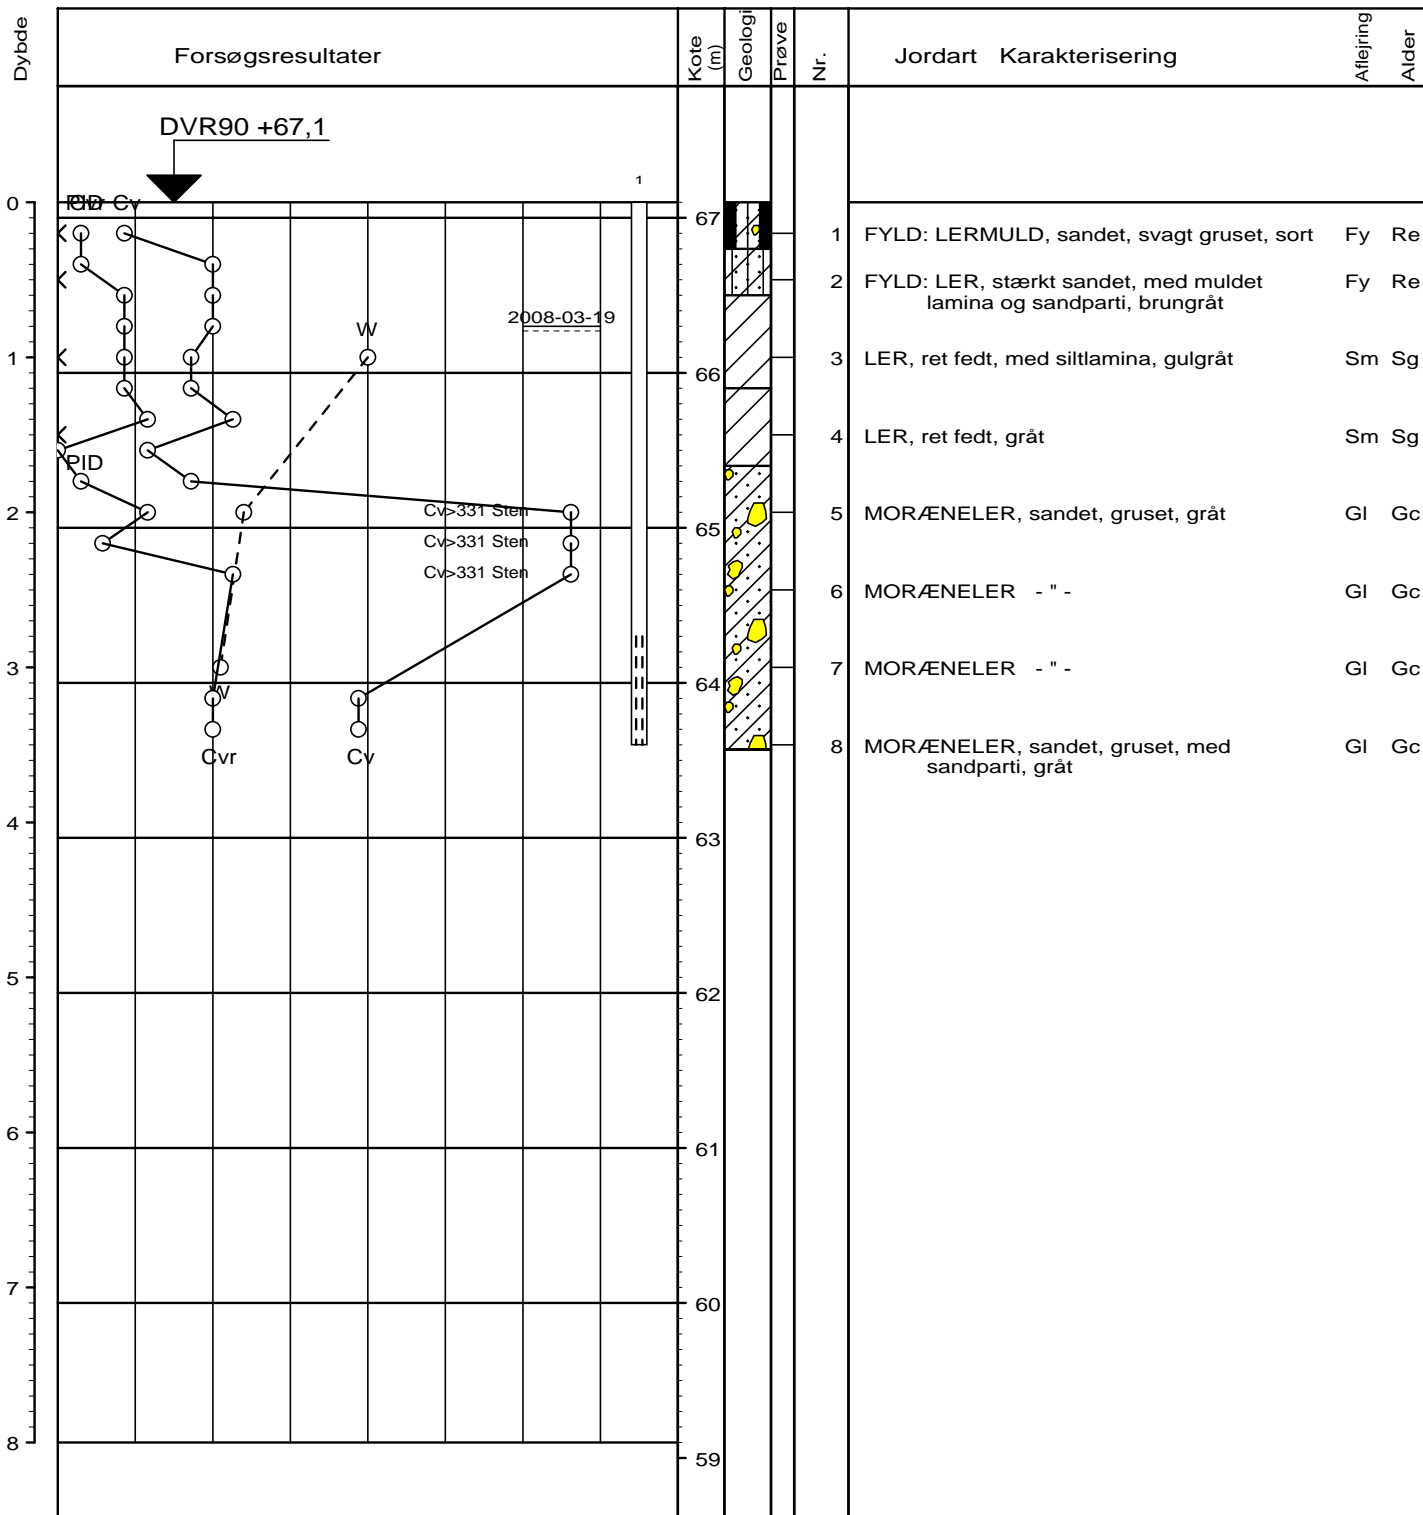 Dybde
Forsøgsresultater
Kote
(m)
Geologi
Prøve
Nr.
Jordart Karakterisering
Aflejring
Alder
DVR90 +67,1
1
0
PID Cvr Cv
67
1 FYLD: LERMULD, sandet, svagt gruset, sort Fy Re
2 FYLD: LER, stærkt sandet, med muldet Fy Re
lamina og sandparti, brungråt
2008-03-19
W
1
66
3 LER, ret fedt, med siltlamina, gulgråt Sm Sg
4 LER, ret fedt, gråt Sm Sg
PID
2
Cv>331 Sten
65
5 MORÆNELER, sandet, gruset, gråt Gl Gc
Cv>331 Sten
Cv>331 Sten
6 MORÆNELER - " - Gl Gc
3
7 MORÆNELER - " - Gl Gc
W
64
8 MORÆNELER, sandet, gruset, med Gl Gc
sandparti, gråt
Cvr
Cv
4
63
5
62
6
61
7
60
8
59